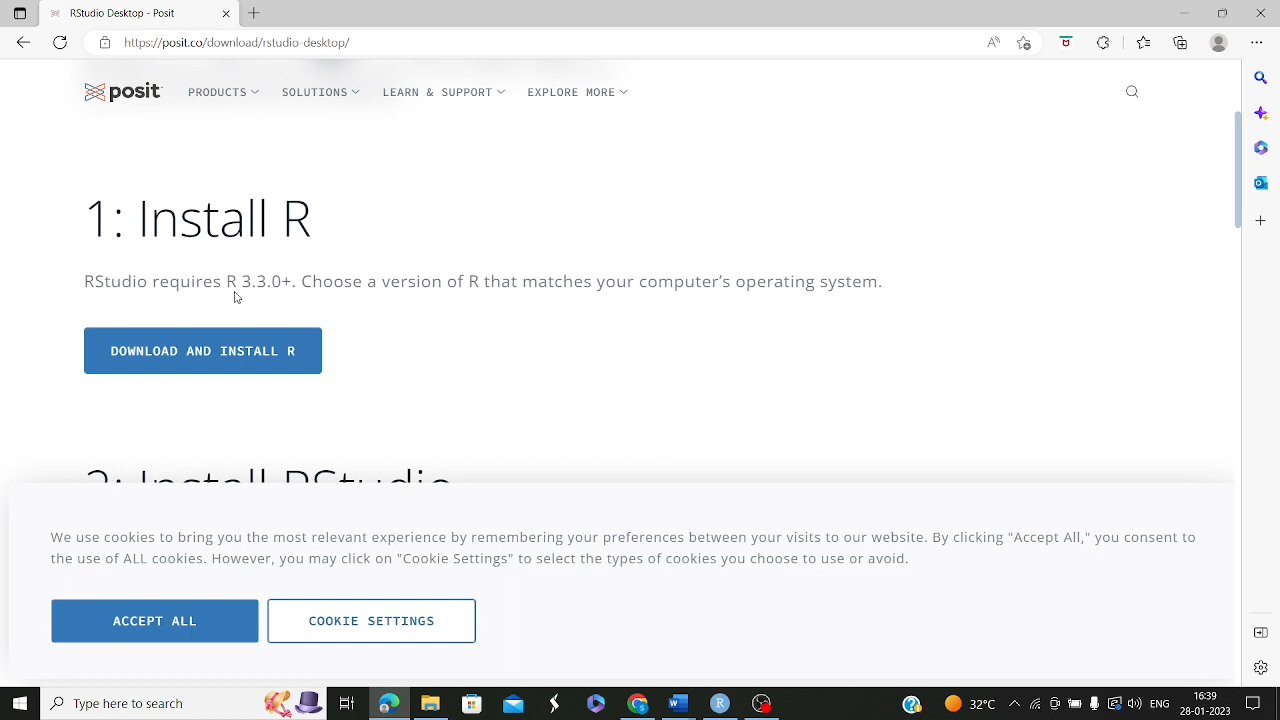 RStudio Desktop - Posit
https://posit.co/download/rstudio-desktop/
posit
PRODUCTS
SOLUTIONS
LEARN & SUPPORT
EXPLORE MORE
1: Install R
RStudio requires R 3.3.0+. Choose a version of R that matches your computer’s operating system.
DOWNLOAD AND INSTALL R
2: Install RStudio
We use cookies to bring you the most relevant experience by remembering your preferences between your visits to our website. By clicking "Accept All," you consent to
the use of ALL cookies. However, you may click on "Cookie Settings" to select the types of cookies you choose to use or avoid.
ACCEPT ALL
COOKIE SETTINGS
Type here to search
32°C
ENG
16:39
28-01-2023